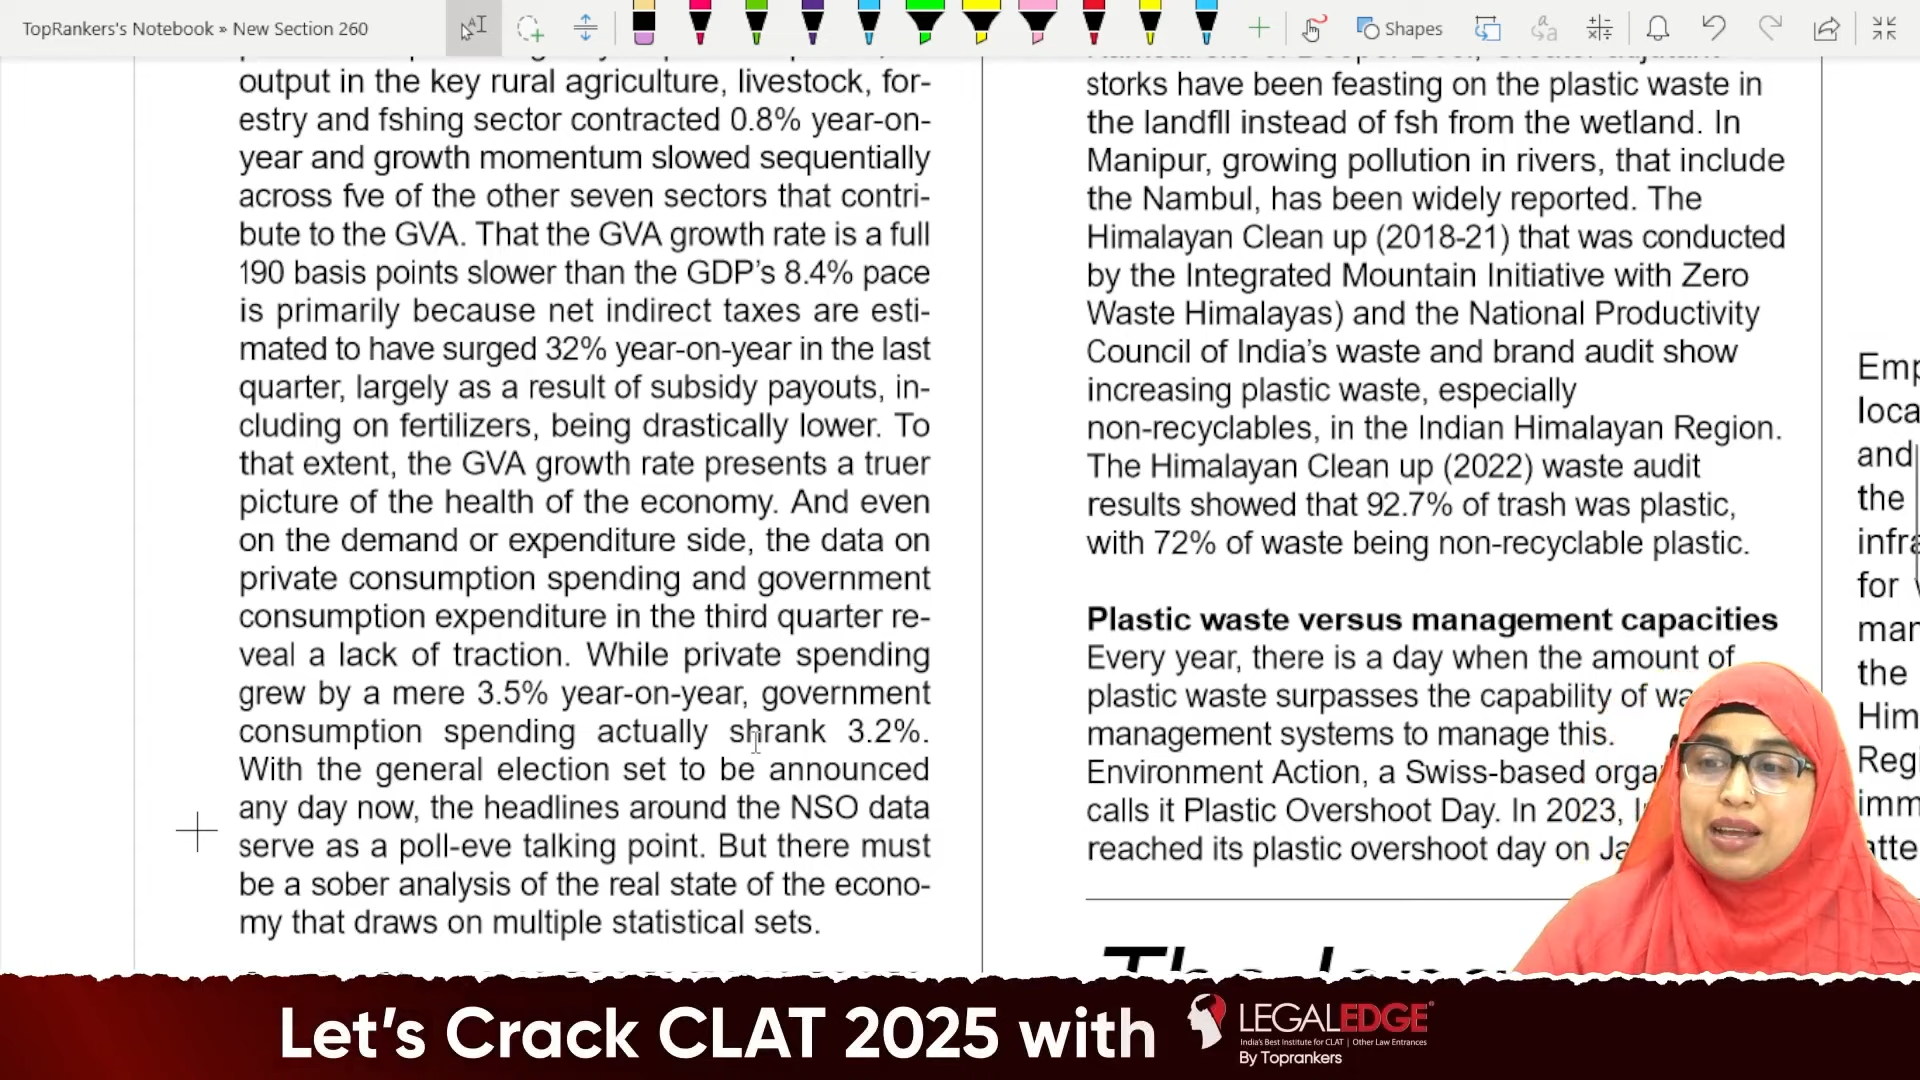 TopRankers's Notebook » New Section 260
Shapes
output in the key rural agriculture, livestock, for-
estry and fshing sector contracted 0.8% year-on-
year and growth momentum slowed sequentially
across fve of the other seven sectors that contri-
bute to the GVA. That the GVA growth rate is a full
190 basis points slower than the GDP's 8.4% pace
is primarily because net indirect taxes are esti-
mated to have surged 32% year-on-year in the last
quarter, largely as a result of subsidy payouts, in-
cluding on fertilizers, being drastically lower. To
that extent, the GVA growth rate presents a truer
picture of the health of the economy. And even
on the demand or expenditure side, the data on
private consumption spending and government
consumption expenditure in the third quarter re-
veal a lack of traction. While private spending
grew by a mere 3.5% year-on-year, government
consumption spending actually shrank 3.2%.
With the general election set to be announced
any day now, the headlines around the NSO data
serve as a poll-eve talking point. But there must
be a sober analysis of the real state of the econo-
my that draws on multiple statistical sets.
storks have been feasting on the plastic waste in
the landfll instead of fsh from the wetland. In
Manipur, growing pollution in rivers, that include
the Nambul, has been widely reported. The
Himalayan Clean up (2018-21) that was conducted
by the Integrated Mountain Initiative with Zero
Waste Himalayas) and the National Productivity
Council of India's waste and brand audit show
increasing plastic waste, especially
non-recyclables, in the Indian Himalayan Region.
The Himalayan Clean up (2022) waste audit
results showed that 92.7% of trash was plastic,
with 72% of waste being non-recyclable plastic.
Plastic waste versus management capacities
Every year, there is a day when the amount of
plastic waste surpasses the capability of
management systems to manage this.
Environment Action, a Swiss-based
calls it Plastic Overshoot Day. In 2023,
reached its plastic overshoot day on
and
the
for
the
Let's Crack CLAT 2025 with
LEGALEDGE
India's Best Institute for CLAT | Other Law Entrances
By Toprankers